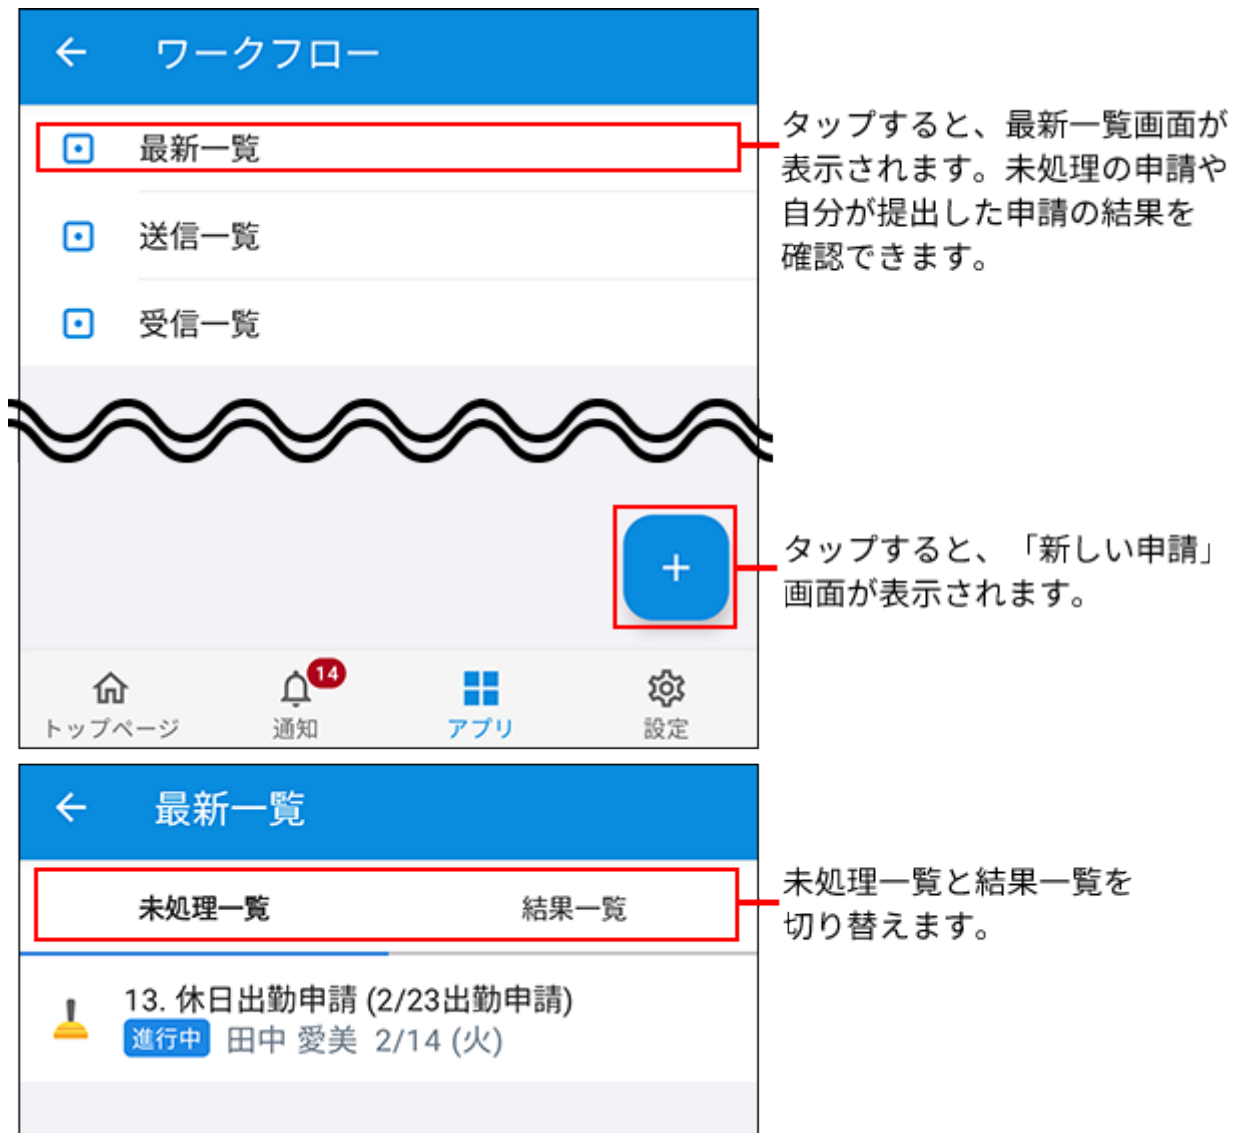 ワークフロー
最新一覧
タップすると、最新一覧画面が
表示されます。未処理の申請や
自分が提出した申請の結果を
確認できます。
送信一覧
受信一覧
タップすると、「新しい申請」
画面が表示されます。
14
トップページ 通知 アプリ 設定
最新一覧
未処理一覧 結果一覧
未処理一覧と結果一覧を
切り替えます。
13. 休日出勤申請 (2/23出勤申請)
進行中 田中 愛美 2/14 (火)